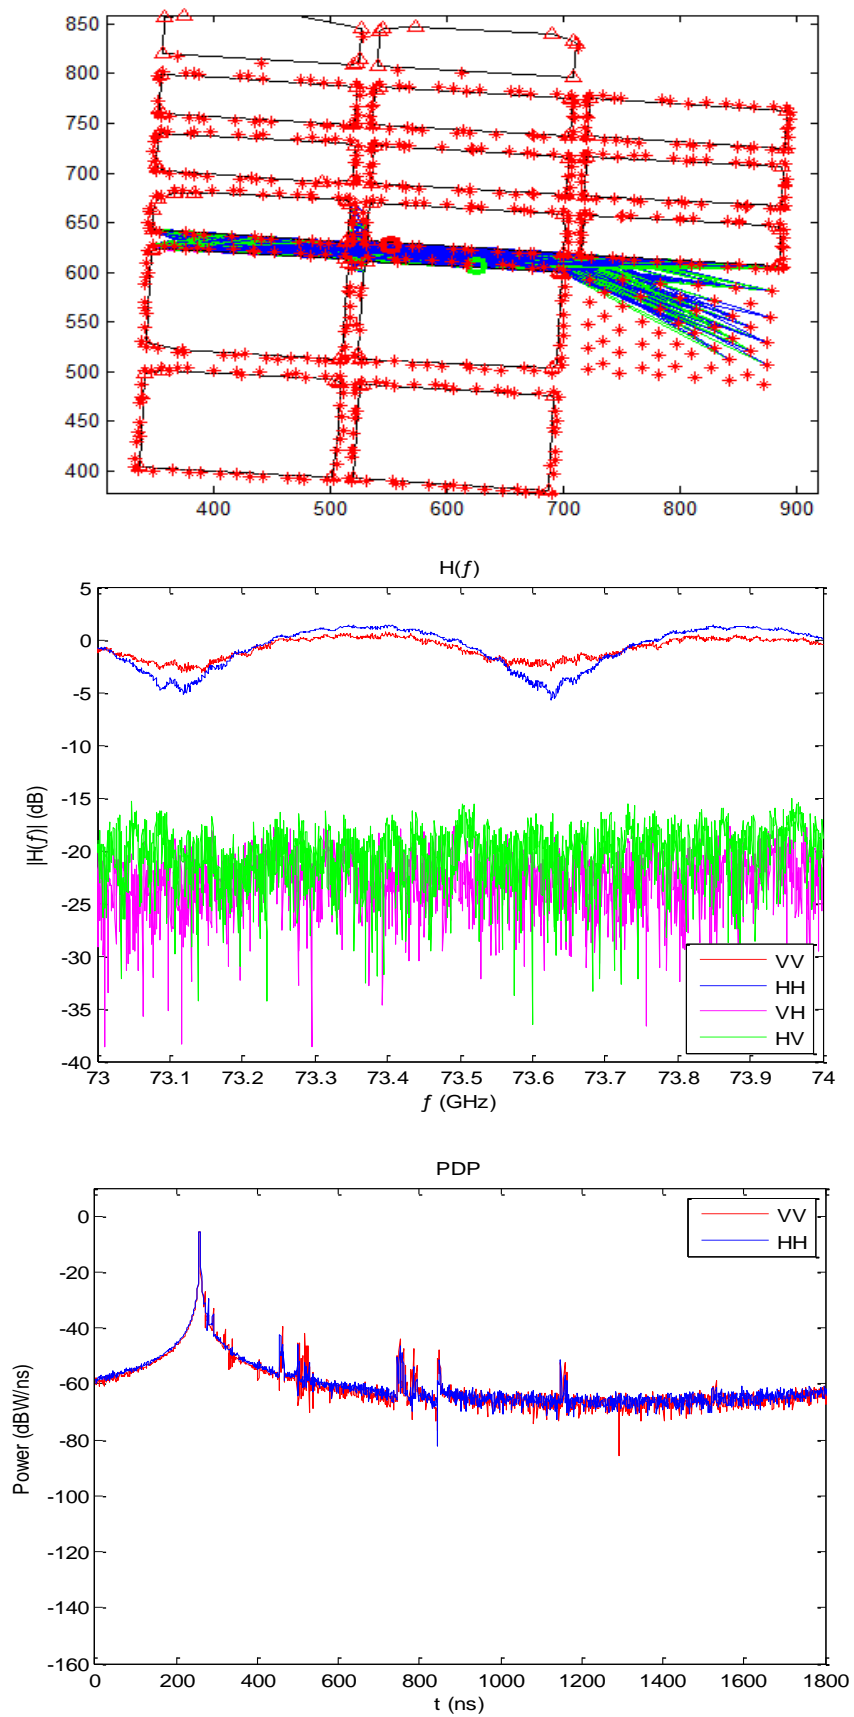 850
800
750
700
650
600
550
500
450
400
400 500 600 700 800 900
H(ƒ)
5
0
-5
-10
-15
-20
-25
-30
-35
-40
|H(ƒ)| (dB)
VV
HH
VH
HV
73 73.1 73.2 73.3 73.4 73.5 73.6 73.7 73.8 73.9 74
ƒ (GHz)
PDP
0
-20
-40
-60
-80
-100
-120
-140
-160
Power (dBW/ns)
VV
HH
0 200 400 600 800 1000 1200 1400 1600 1800
t (ns)